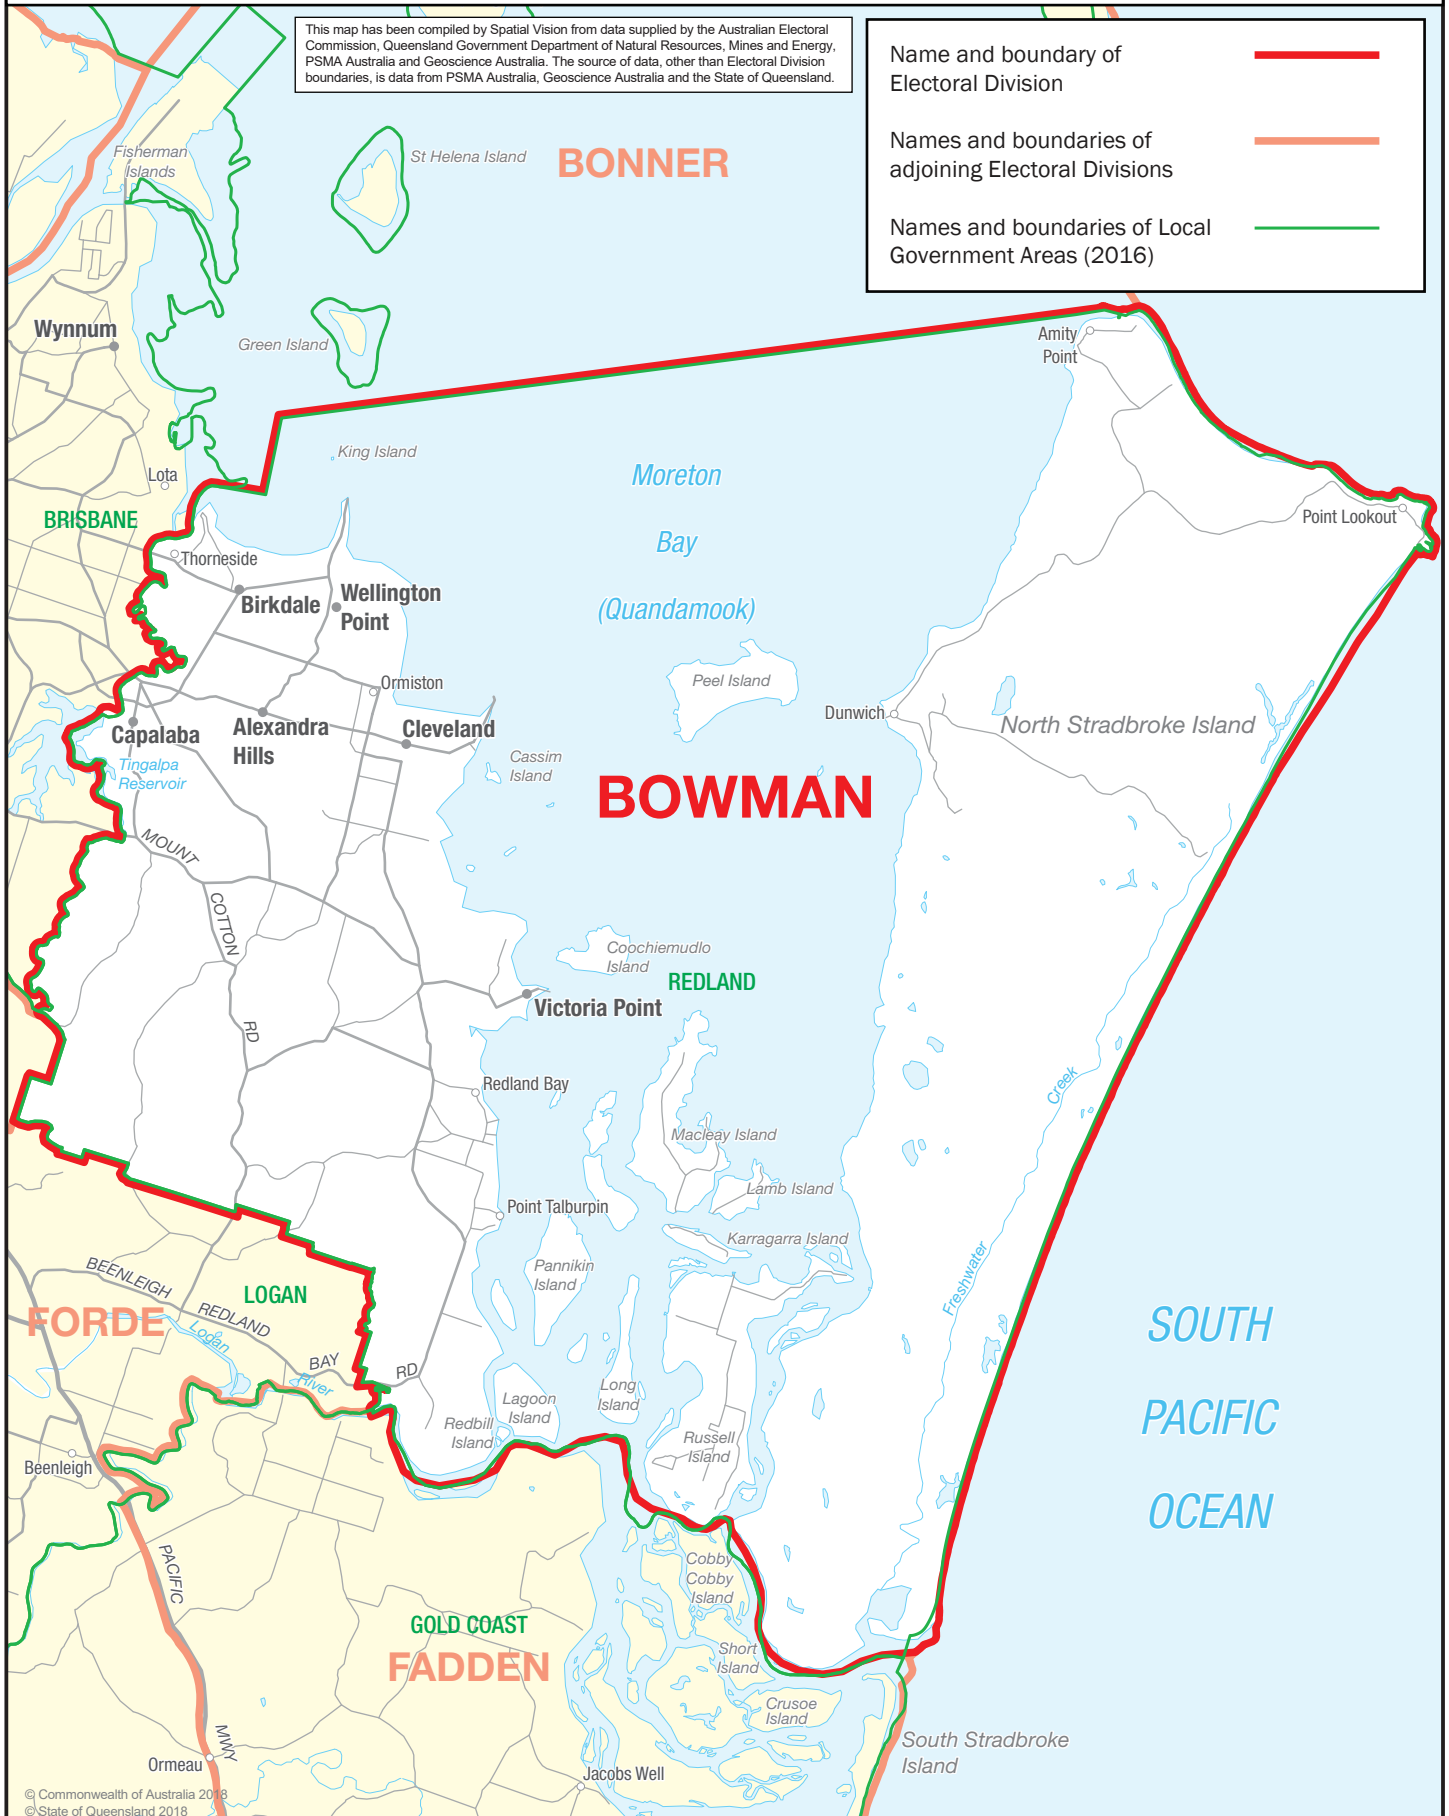 This map has been compiled by Spatial Vision from data supplied by the Australian Electoral
Commission, Queensland Government Department of Natural Resources, Mines and Energy,
PSMA Australia and Geoscience Australia. The source of data, other than Electoral Division
boundaries, is data from PSMA Australia, Geoscience Australia and the State of Queensland.
Name and boundary of
Electoral Division
Names and boundaries of
adjoining Electoral Divisions
Names and boundaries of Local
Government Areas (2016)
Fisherman
Islands
St Helena Island
BONNER
Wynnum
Green Island
Amity
Point
King Island
Lota
Moreton
Bay
(Quandamook)
BRISBANE
Point Lookout
Thorneside
Birkdale
Wellington
Point
Ormiston
Peel Island
Dunwich
North Stradbroke Island
Capalaba
Alexandra
Hills
Cleveland
Tingalpa
Reservoir
Cassim
Island
BOWMAN
MOUNT
COTTON
RD
Coochiemudlo
Island
REDLAND
Victoria Point
Redland Bay
Creek
Macleay Island
Lamb Island
Point Talburpin
Karragarra Island
Pannikin
Island
Freshwater
BEENLEIGH
REDLAND
BAY
RD
LOGAN
FORDE
Logan
River
SOUTH
PACIFIC
OCEAN
Long
Island
Lagoon
Island
Redbill
Island
Russell
Island
Beenleigh
PACIFIC
MWY
Cobby
Cobby
Island
GOLD COAST
FADDEN
Short
Island
Crusoe
Island
South Stradbroke
Island
Ormeau
Jacobs Well
© Commonwealth of Australia 2018
© State of Queensland 2018